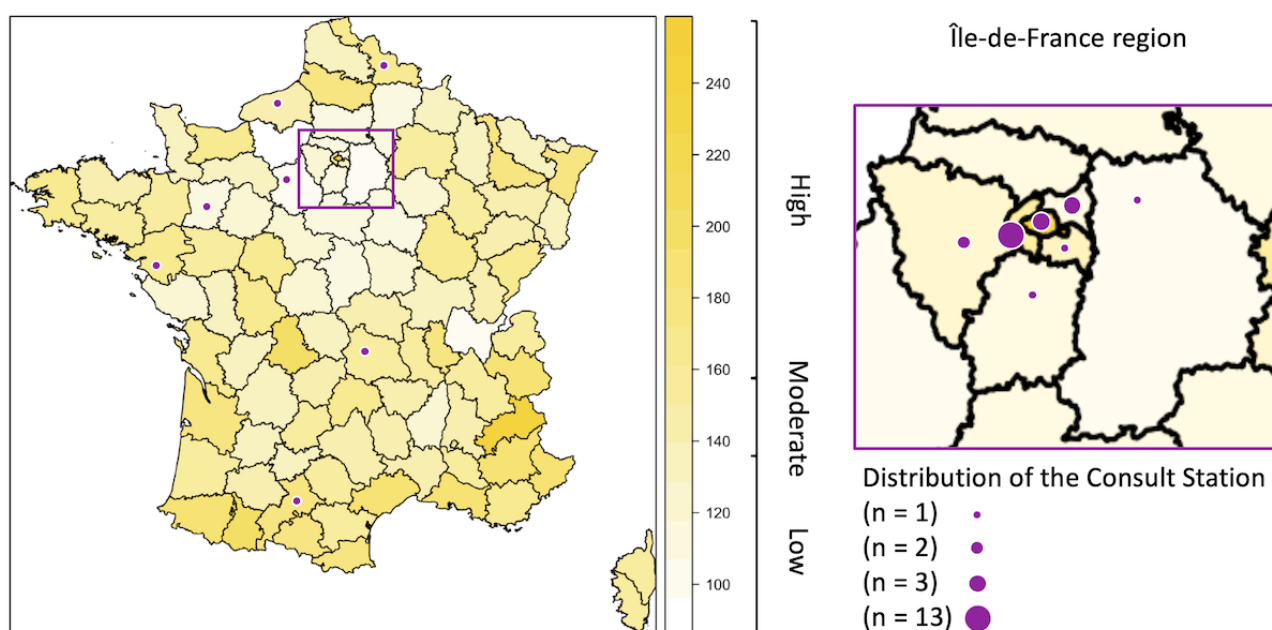 Île-de-France region
240
220
200
180
160
140
120
100
High
Moderate
Low
Distribution of the Consult Station
(n = 1)
(n = 2)
(n = 3)
(n = 13)